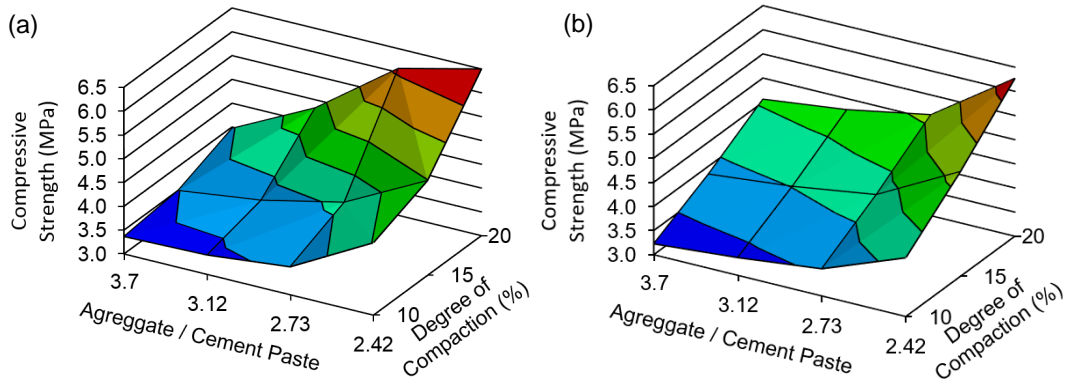 (a)
Compressive
Strength (MPa)
6.5
6.0
5.5
5.0
4.5
4.0
3.5
3.0
3.7
3.12
2.73
2.42
Agreggate / Cement Paste
10
15
20
Degree of
Compaction (%)
(b)
Compressive
Strength (MPa)
6.5
6.0
5.5
5.0
4.5
4.0
3.5
3.0
3.7
3.12
2.73
2.42
Agreggate / Cement Paste
10
15
20
Degree of
Compaction (%)